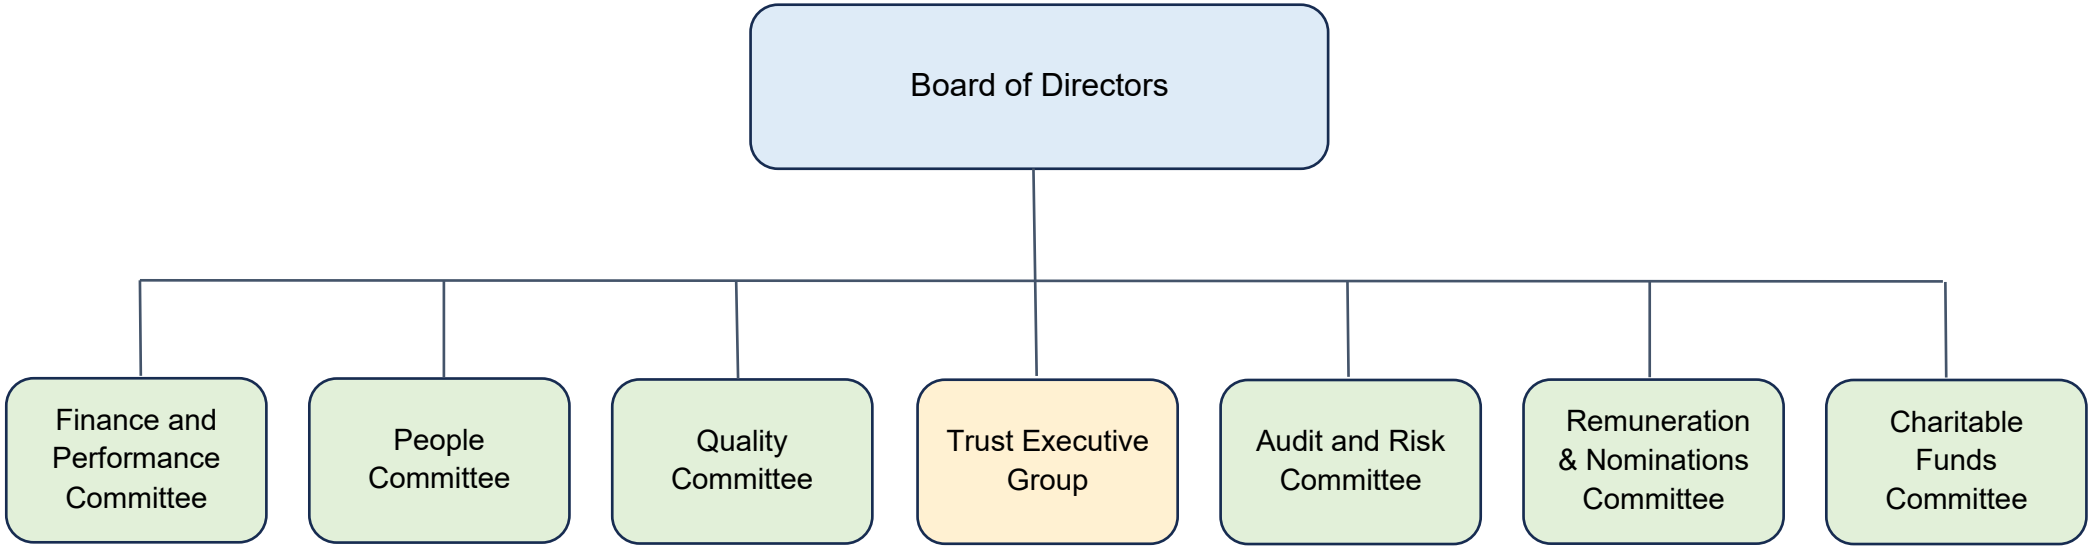 Board of Directors
Finance and
Performance
Committee
People
Committee
Quality
Committee
Trust Executive
Group
Audit and Risk
Committee
Remuneration
& Nominations
Committee
Charitable
Funds
Committee